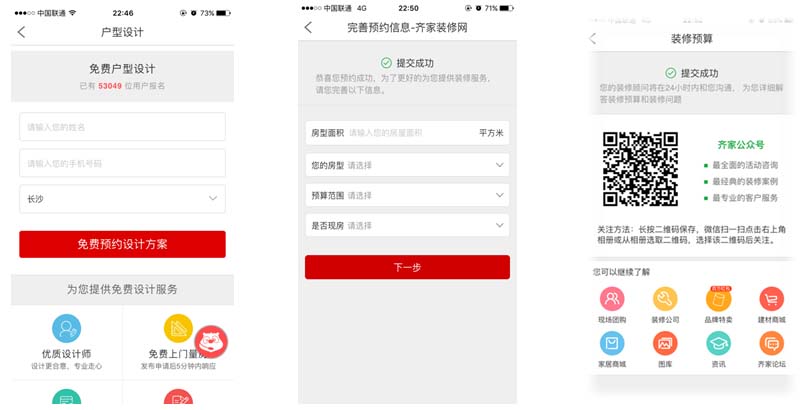 中国联通
22:46
73%
户型设计
免费户型设计
已有 53049 位用户报名
请输入您的姓名
请输入您的手机号码
长沙
免费预约设计方案
为您提供免费设计服务
优质设计师
设计更合意，专业走心
免费上门量房
发布申请后5分钟内响应
中国联通 4G
22:50
71%
完善预约信息-齐家装修网
提交成功
恭喜您预约成功，为了更好的为您提供装修服务，
请您完善以下信息。
房型面积 请输入您的房屋面积 平方米
您的房型 请选择
预算范围 请选择
是否现房 请选择
下一步
装修预算
提交成功
您的装修顾问将在24小时内和您沟通，为您详细解
答装修预算和装修问题
齐家公众号
最全面的活动咨询
最经典的装修案例
最专业的客户服务
关注方法：长按二维码保存，微信扫一扫点击右上角
相册或从相册选取二维码，选择该二维码后关注。
您可以继续了解
现场团购
装修公司
品牌特卖
建材商城
家居商城
图库
资讯
齐家论坛